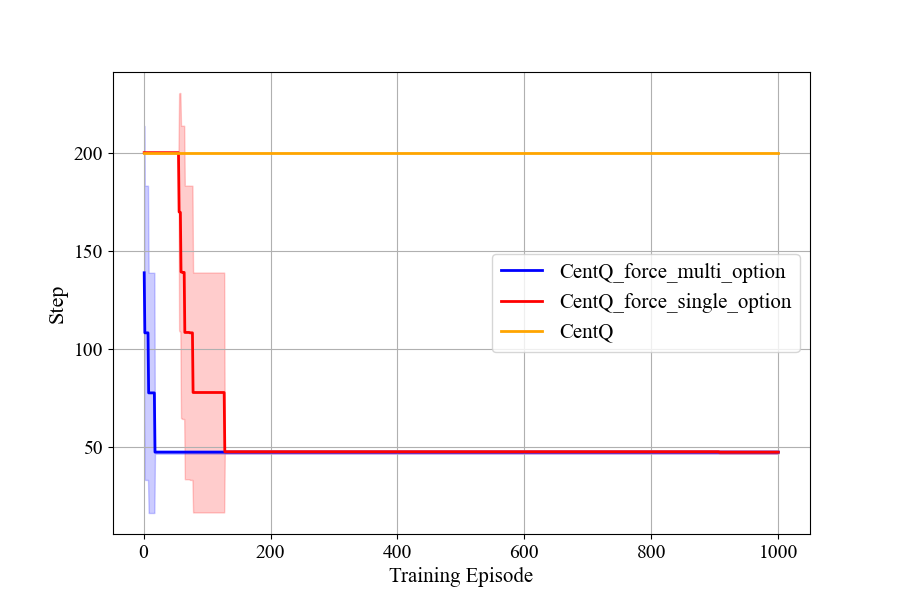 200
150
100
50
Step
CentQ_force_multi_option
CentQ_force_single_option
CentQ
0
200
400
600
800
1000
Training Episode